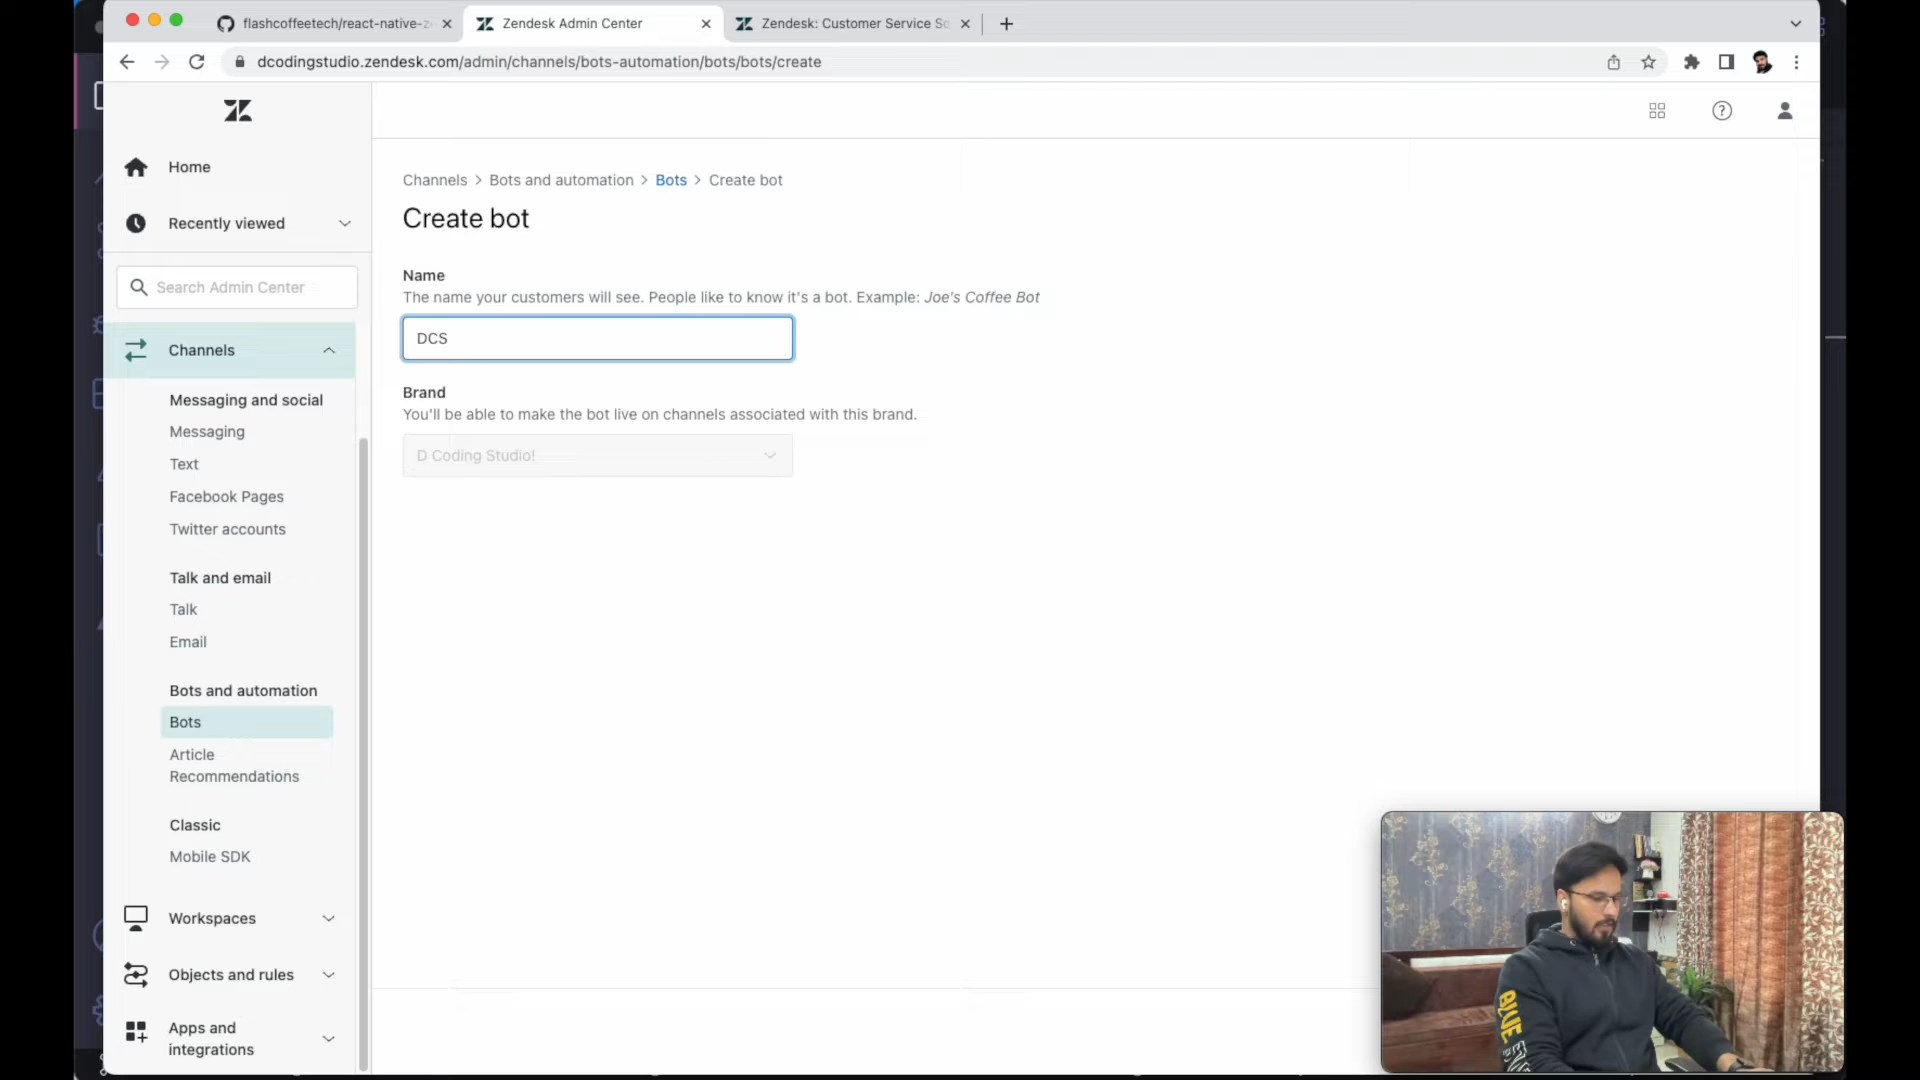 flashcoffeetech/react-native-z
Zendesk Admin Center
Zendesk: Customer Service So
dcodingstudio.zendesk.com/admin/channels/bots-automation/bots/bots/create
Home
Recently viewed
Search Admin Center
Channels
Messaging and social
Messaging
Text
Facebook Pages
Twitter accounts
Talk and email
Talk
Email
Bots and automation
Bots
Article
Recommendations
Classic
Mobile SDK
Workspaces
Objects and rules
Apps and
integrations
Channels > Bots and automation > Bots > Create bot
Create bot
Name
The name your customers will see. People like to know it's a bot. Example: Joe's Coffee Bot
DCS
Brand
You'll be able to make the bot live on channels associated with this brand.
D Coding Studio!
BLUE